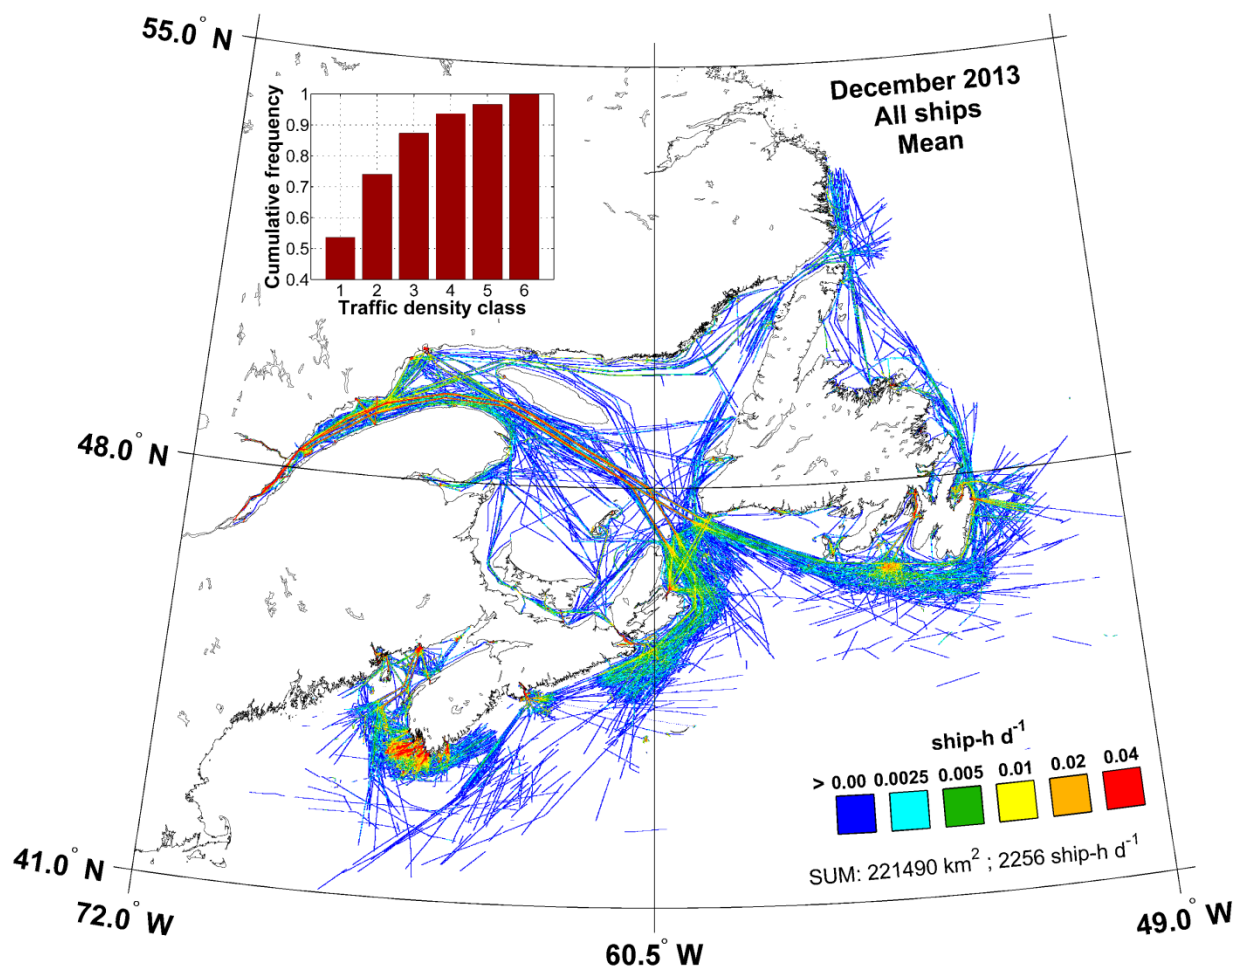 55.0° N
December 2013
All ships
Mean
Cumulative frequency
1
0.9
0.8
0.7
0.6
0.5
0.4
1 2 3 4 5 6
Traffic density class
48.0° N
ship-h d⁻¹
> 0.00 0.0025 0.005 0.01 0.02 0.04
SUM: 221490 km² ; 2256 ship-h d⁻¹
41.0° N
72.0° W
60.5° W
49.0° W